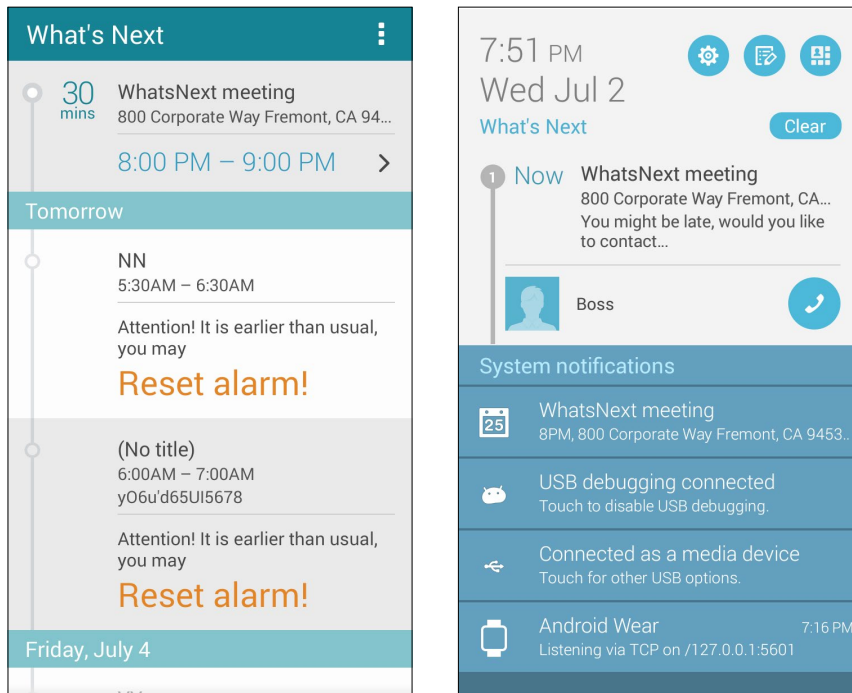 What's Next
30
mins
WhatsNext meeting
800 Corporate Way Fremont, CA 94...
8:00 PM – 9:00 PM
Tomorrow
NN
5:30AM – 6:30AM
Attention! It is earlier than usual,
you may
Reset alarm!
(No title)
6:00AM – 7:00AM
yO6u'd65UI5678
Attention! It is earlier than usual,
you may
Reset alarm!
Friday, July 4
7:51 PM
Wed Jul 2
What's Next
Clear
1
Now
WhatsNext meeting
800 Corporate Way Fremont, CA...
You might be late, would you like
to contact...
Boss
System notifications
25
WhatsNext meeting
8PM, 800 Corporate Way Fremont, CA 9453..
USB debugging connected
Touch to disable USB debugging.
Connected as a media device
Touch for other USB options.
Android Wear
7:16 PM
Listening via TCP on /127.0.0.1:5601